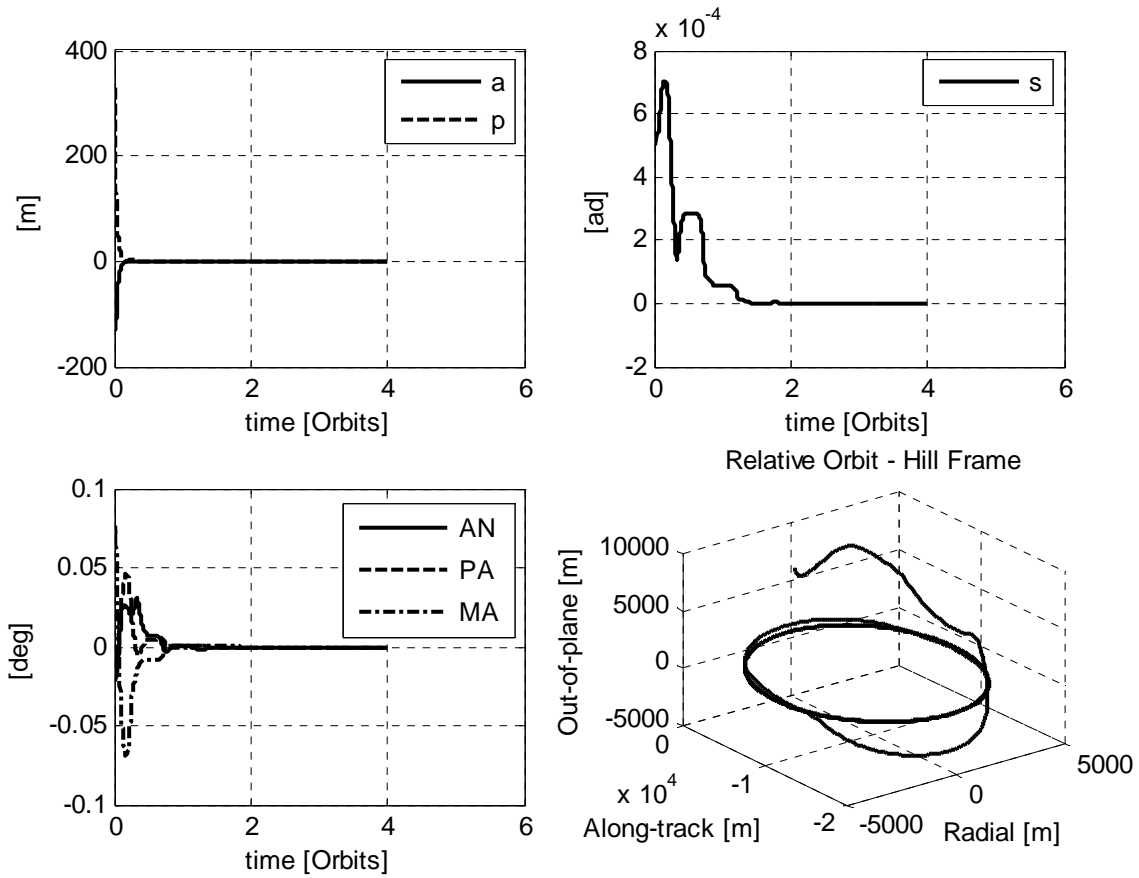 400
200
0
-200
[m]
a
p
0
2
4
6
time [Orbits]
x 10^-4
8
6
4
2
0
-2
[ad]
s
0
2
4
6
time [Orbits]
0.1
0.05
0
-0.05
-0.1
[deg]
AN
PA
MA
0
2
4
6
time [Orbits]
Relative Orbit - Hill Frame
10000
5000
0
-5000
Out-of-plane [m]
0
-1
-2
x 10^4
Along-track [m]
-5000
0
5000
Radial [m]